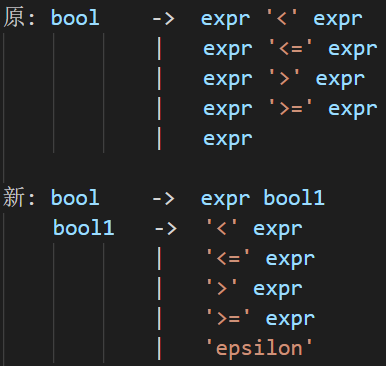 原: bool -> expr '<' expr
| expr '<=' expr
| expr '>' expr
| expr '>=' expr
| expr
新: bool -> expr bool1
bool1 -> '<' expr
| '<=' expr
| '>' expr
| '>=' expr
| 'epsilon'